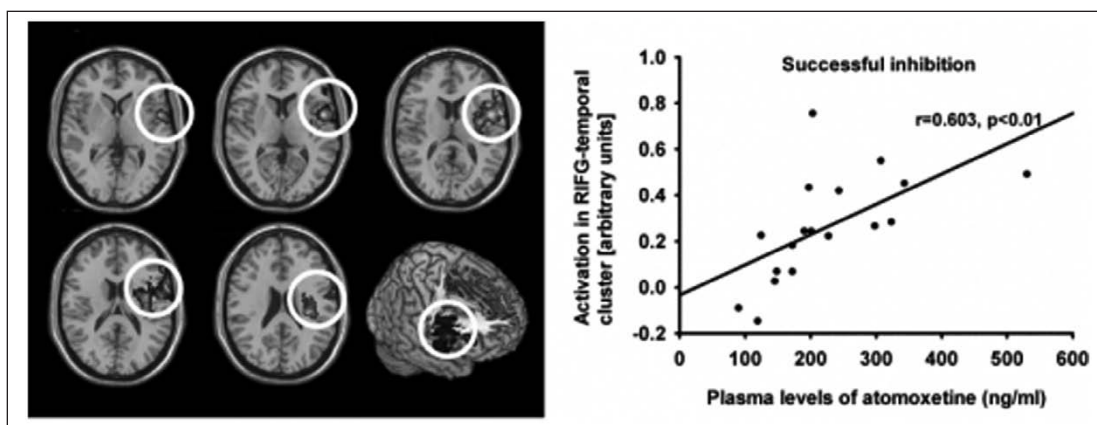 Successful inhibition
r=0.603, p<0.01
Activation in RIFG-temporal
cluster [arbitrary units]
1.0
0.8
0.6
0.4
0.2
0.0
-0.2
0
100
200
300
400
500
600
Plasma levels of atomoxetine (ng/ml)